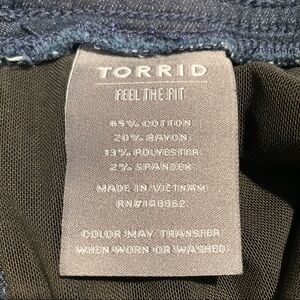 TORRID
FEEL THE FIT
65% COTTON
20% RAYON
13% POLYESTER
2% SPANDEX
MADE IN VIETNAM
RN#148862
COLOR MAY TRANSFER
WHEN WORN OR WASHED